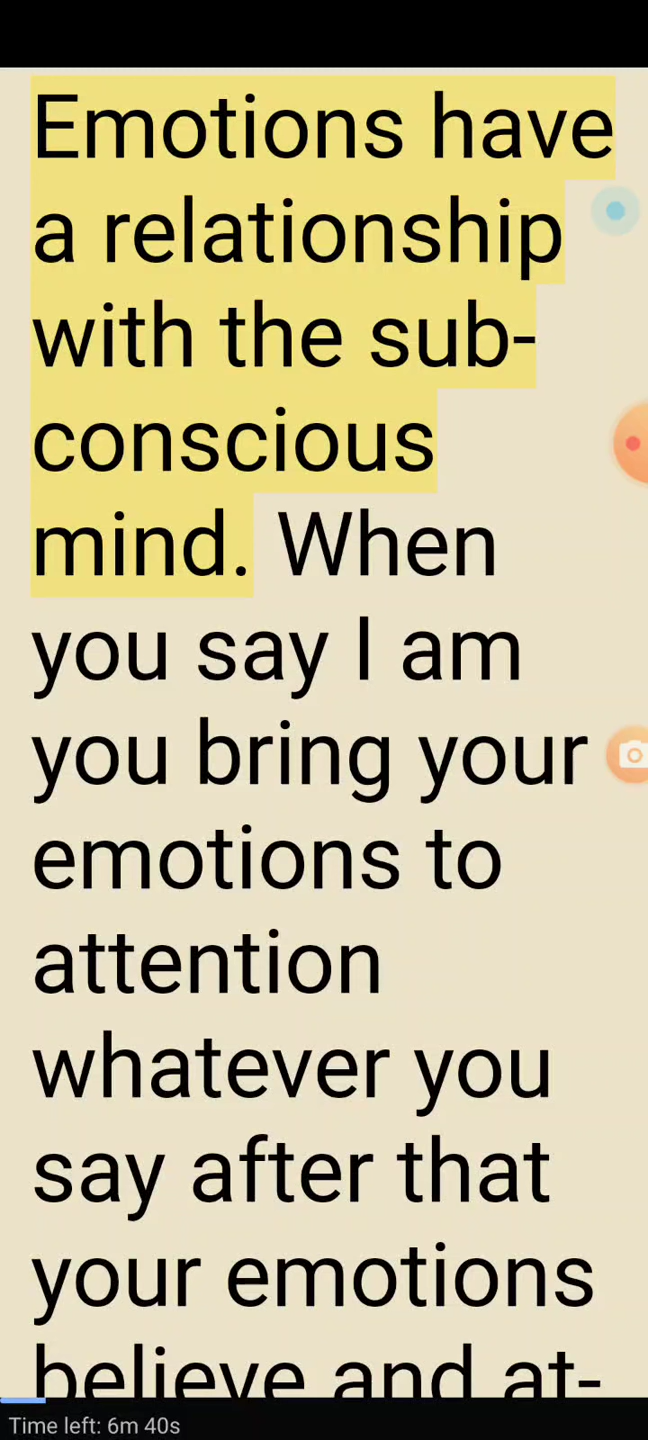 Emotions have
a relationship
with the sub-
conscious
mind. When
you say I am
you bring your
emotions to
attention
whatever you
say after that
your emotions
believe and at-
Time left: 6m 40s